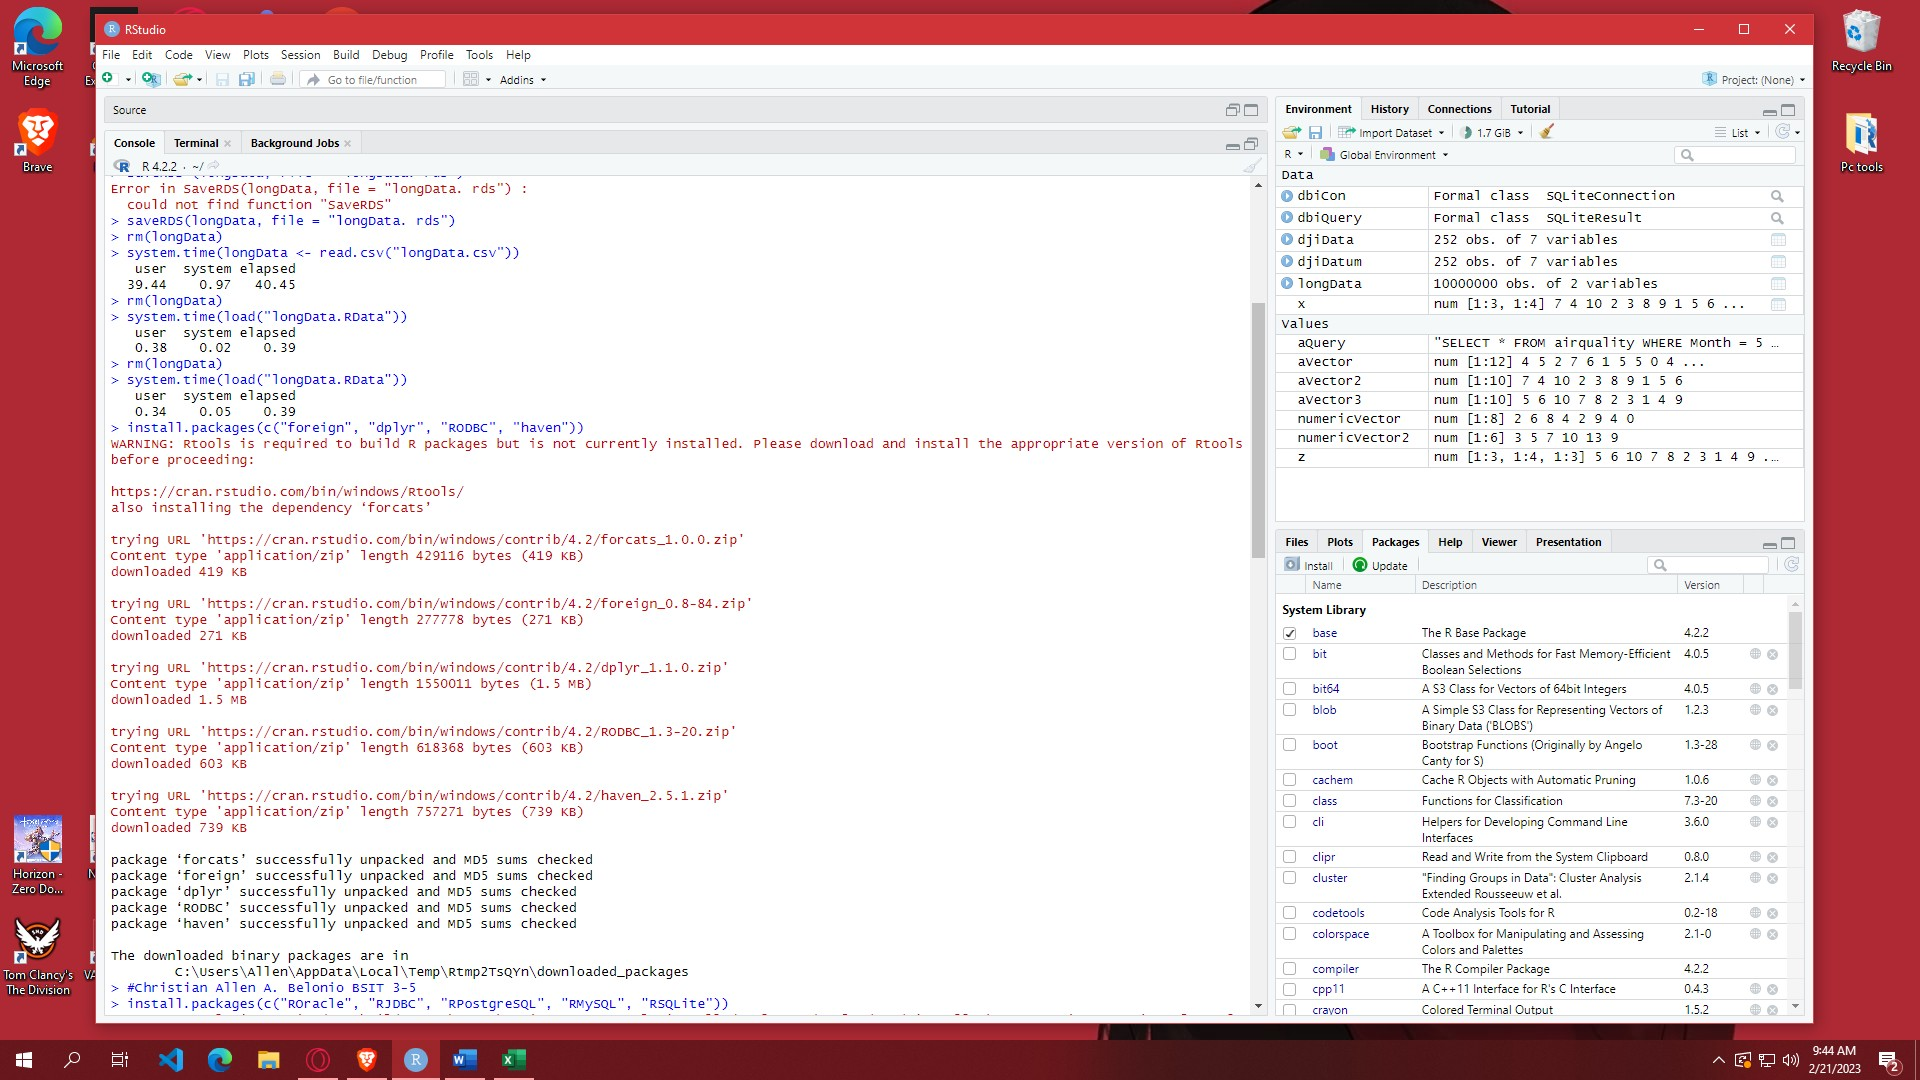 RStudio
File Edit Code View Plots Session Build Debug Profile Tools Help
Go to file/function Addins Project: (None)
Source
Console Terminal Background Jobs
R 4.2.2 · ~/
Error in SaveRDS(longData, file = "longData. rds") :
could not find function "SaveRDS"
> saveRDS(longData, file = "longData. rds")
> rm(longData)
> system.time(longData <- read.csv("longData.csv"))
user system elapsed
39.44 0.97 40.45
> rm(longData)
> system.time(load("longData.RData"))
user system elapsed
0.38 0.02 0.39
> rm(longData)
> system.time(load("longData.RData"))
user system elapsed
0.34 0.05 0.39
> install.packages(c("foreign", "dplyr", "RODBC", "haven"))
WARNING: Rtools is required to build R packages but is not currently installed. Please download and install the appropriate version of Rtools
before proceeding:
https://cran.rstudio.com/bin/windows/Rtools/
also installing the dependency ‘forcats’
trying URL 'https://cran.rstudio.com/bin/windows/contrib/4.2/forcats_1.0.0.zip'
Content type 'application/zip' length 429116 bytes (419 KB)
downloaded 419 KB
trying URL 'https://cran.rstudio.com/bin/windows/contrib/4.2/foreign_0.8-84.zip'
Content type 'application/zip' length 277778 bytes (271 KB)
downloaded 271 KB
trying URL 'https://cran.rstudio.com/bin/windows/contrib/4.2/dplyr_1.1.0.zip'
Content type 'application/zip' length 1550011 bytes (1.5 MB)
downloaded 1.5 MB
trying URL 'https://cran.rstudio.com/bin/windows/contrib/4.2/RODBC_1.3-20.zip'
Content type 'application/zip' length 618368 bytes (603 KB)
downloaded 603 KB
trying URL 'https://cran.rstudio.com/bin/windows/contrib/4.2/haven_2.5.1.zip'
Content type 'application/zip' length 757271 bytes (739 KB)
downloaded 739 KB
package ‘forcats’ successfully unpacked and MD5 sums checked
package ‘foreign’ successfully unpacked and MD5 sums checked
package ‘dplyr’ successfully unpacked and MD5 sums checked
package ‘RODBC’ successfully unpacked and MD5 sums checked
package ‘haven’ successfully unpacked and MD5 sums checked
The downloaded binary packages are in
C:\Users\Allen\AppData\Local\Temp\Rtmp2TsQYn\downloaded_packages
> #Christian Allen A. Belonio BSIT 3-5
> install.packages(c("ROracle", "RJDBC", "RPostgreSQL", "RMySQL", "RSQLite"))
Environment History Connections Tutorial
Import Dataset 1.7 GiB List
R Global Environment
Data
dbiCon Formal class SQLiteConnection
dbiQuery Formal class SQLiteResult
djiData 252 obs. of 7 variables
djiDatum 252 obs. of 7 variables
longData 10000000 obs. of 2 variables
x num [1:3, 1:4] 7 4 10 2 3 8 9 1 5 6 ...
Values
aQuery "SELECT * FROM airquality WHERE Month = 5 …
aVector num [1:12] 4 5 2 7 6 1 5 5 0 4 ...
aVector2 num [1:10] 7 4 10 2 3 8 9 1 5 6
aVector3 num [1:10] 5 6 10 7 8 2 3 1 4 9
numericVector num [1:8] 2 6 8 4 2 9 4 0
numericVector2 num [1:6] 3 5 7 10 13 9
z num [1:3, 1:4, 1:3] 5 6 10 7 8 2 3 1 4 9 .…
Files Plots Packages Help Viewer Presentation
Install Update
Name Description Version
System Library
base The R Base Package 4.2.2
bit Classes and Methods for Fast Memory-Efficient 4.0.5
Boolean Selections
bit64 A S3 Class for Vectors of 64bit Integers 4.0.5
blob A Simple S3 Class for Representing Vectors of 1.2.3
Binary Data ('BLOBS')
boot Bootstrap Functions (Originally by Angelo 1.3-28
Canty for S)
cachem Cache R Objects with Automatic Pruning 1.0.6
class Functions for Classification 7.3-20
cli Helpers for Developing Command Line 3.6.0
Interfaces
clipr Read and Write from the System Clipboard 0.8.0
cluster "Finding Groups in Data": Cluster Analysis 2.1.4
Extended Rousseeuw et al.
codetools Code Analysis Tools for R 0.2-18
colorspace A Toolbox for Manipulating and Assessing 2.1-0
Colors and Palettes
compiler The R Compiler Package 4.2.2
cpp11 A C++11 Interface for R's C Interface 0.4.3
crayon Colored Terminal Output 1.5.2
Microsoft
Edge
Brave
Horizon -
Zero Do...
Tom Clancy's
The Division
Recycle Bin
Pc tools
9:44 AM
2/21/2023
2